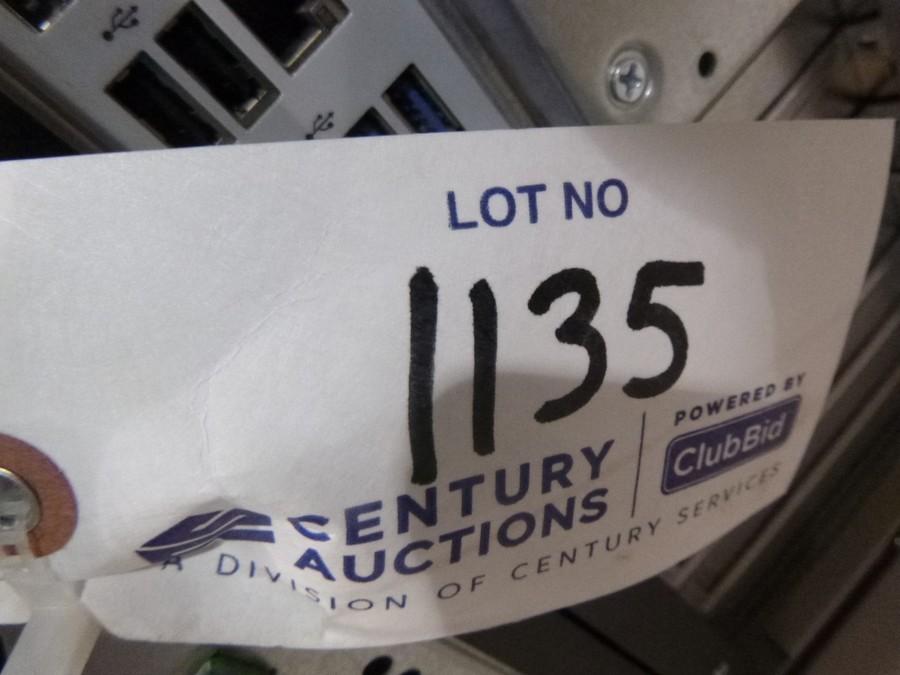 LOT NO
1135
CENTURY
AUCTIONS
POWERED BY
ClubBid
A DIVISION OF CENTURY SERVICES